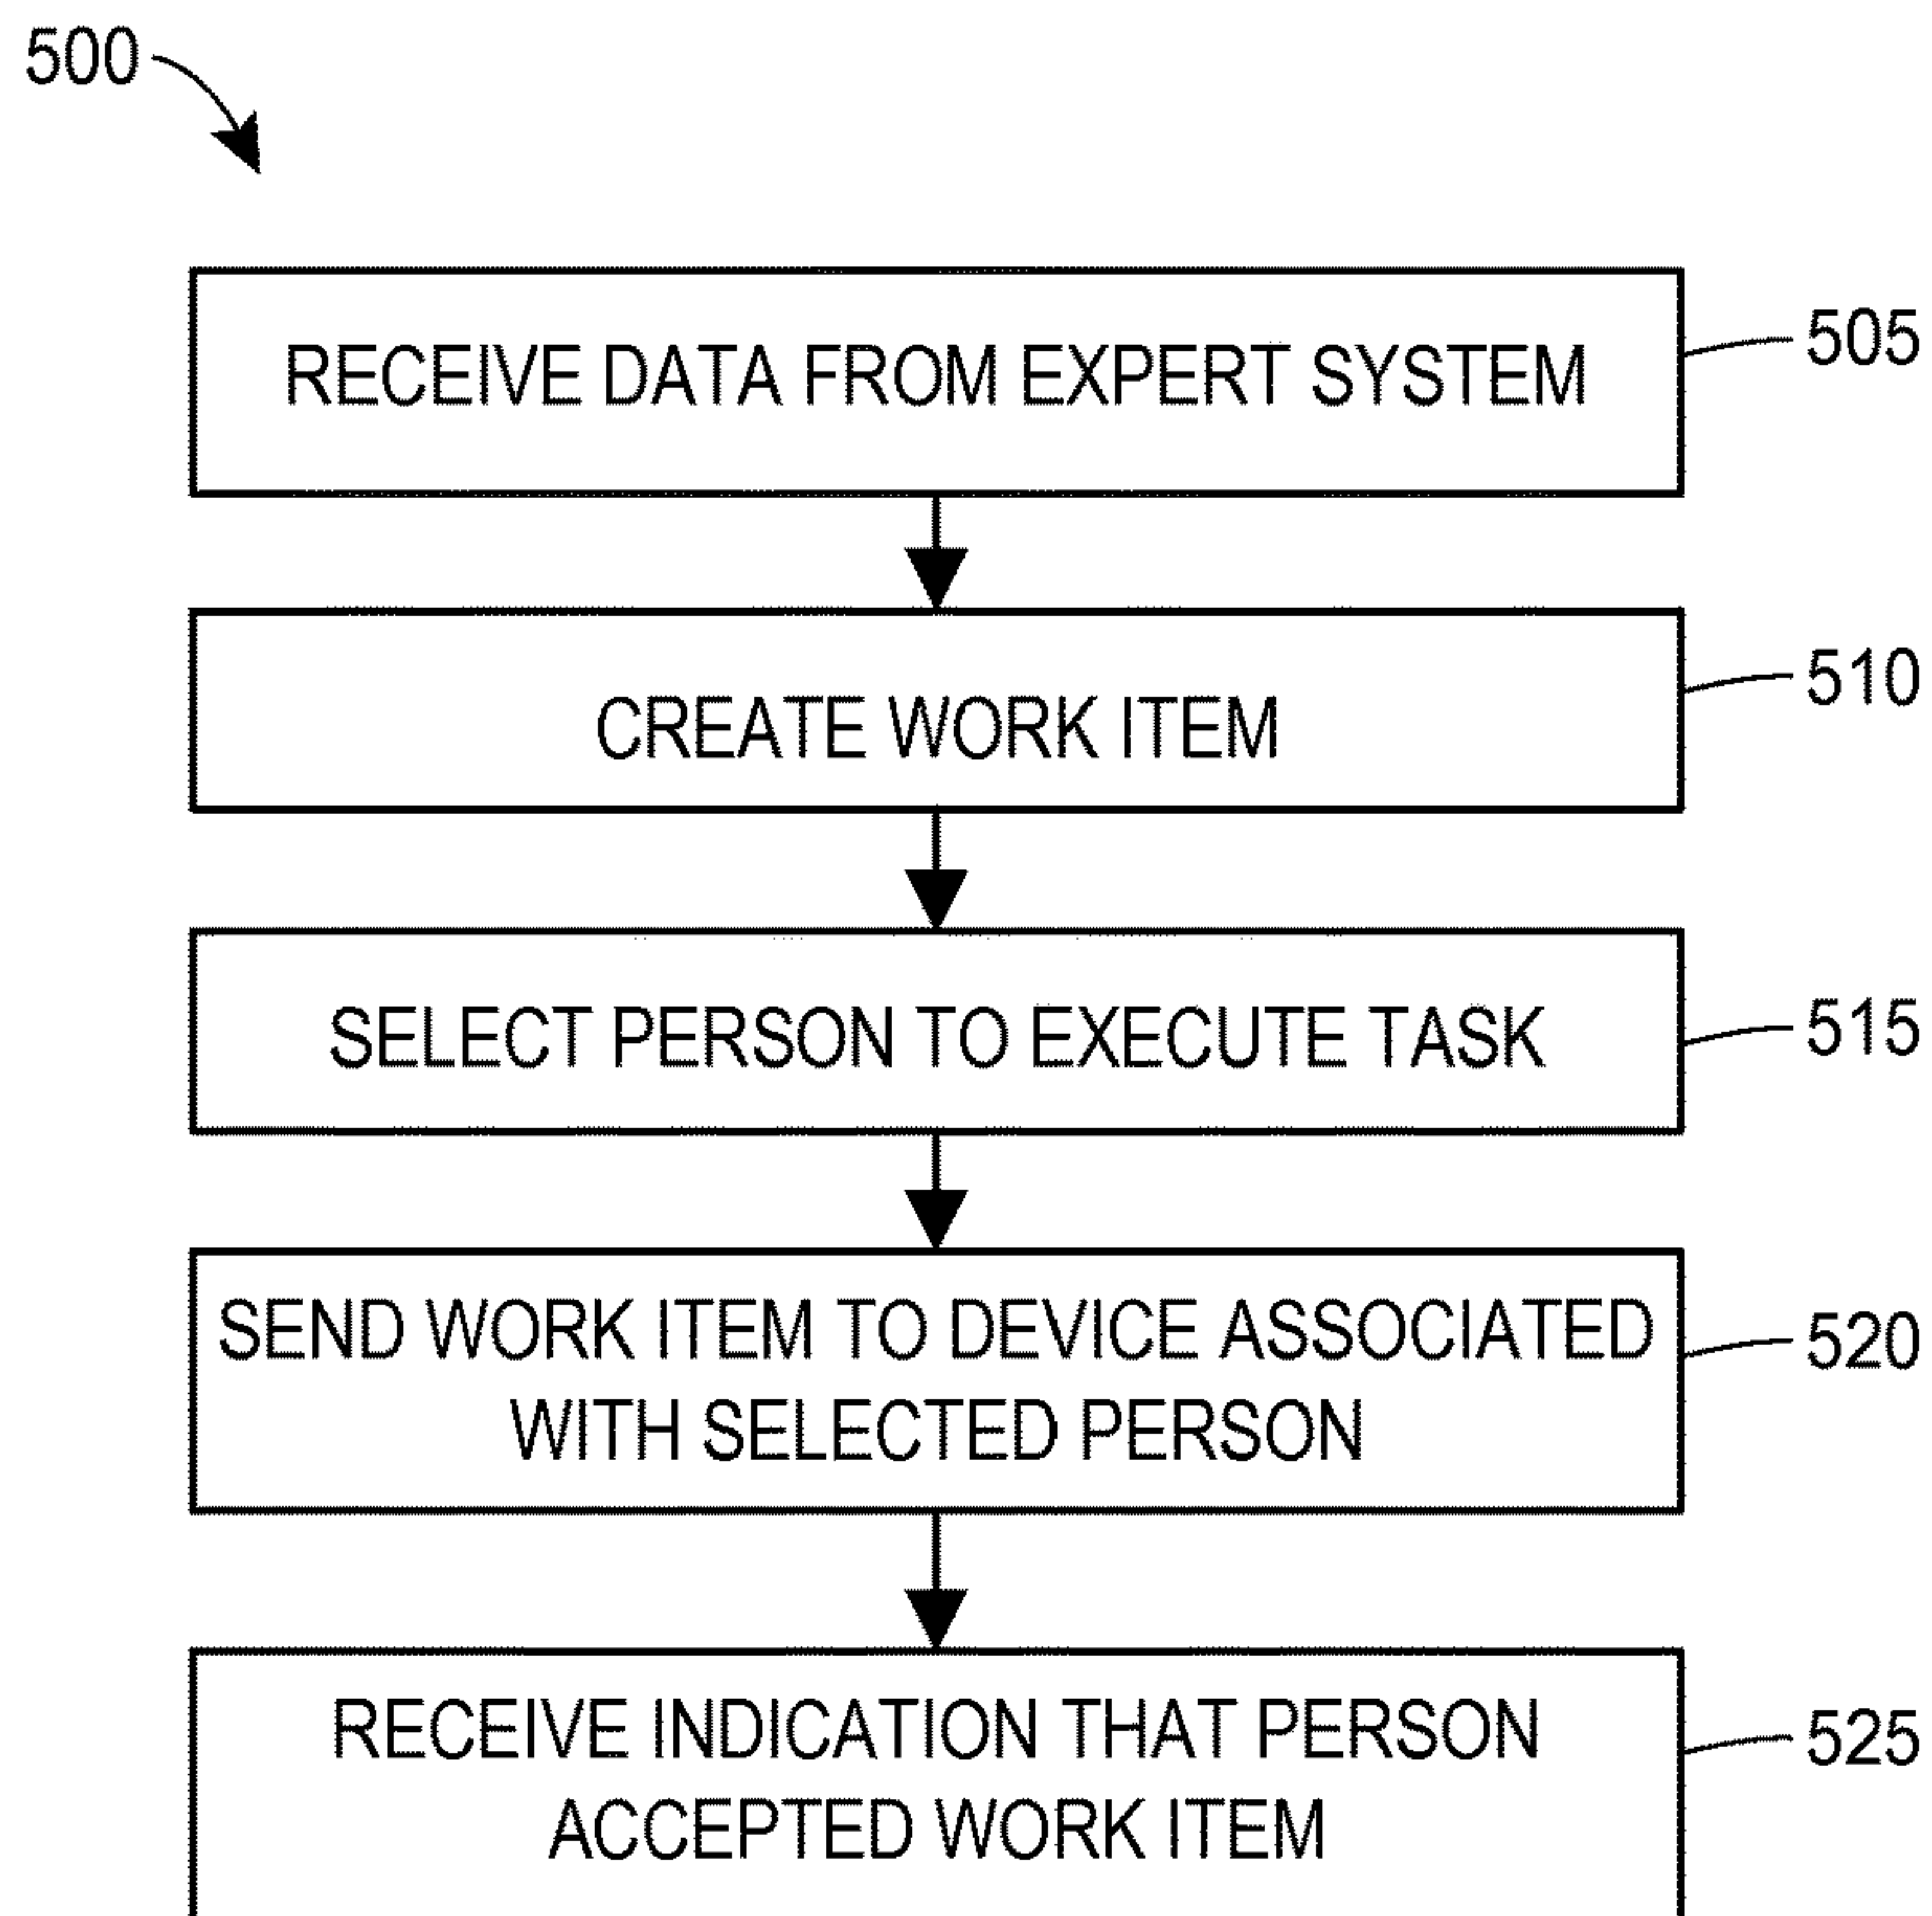 500
RECEIVE DATA FROM EXPERT SYSTEM
505
CREATE WORK ITEM
510
SELECT PERSON TO EXECUTE TASK
515
SEND WORK ITEM TO DEVICE ASSOCIATED
WITH SELECTED PERSON
520
RECEIVE INDICATION THAT PERSON
ACCEPTED WORK ITEM
525